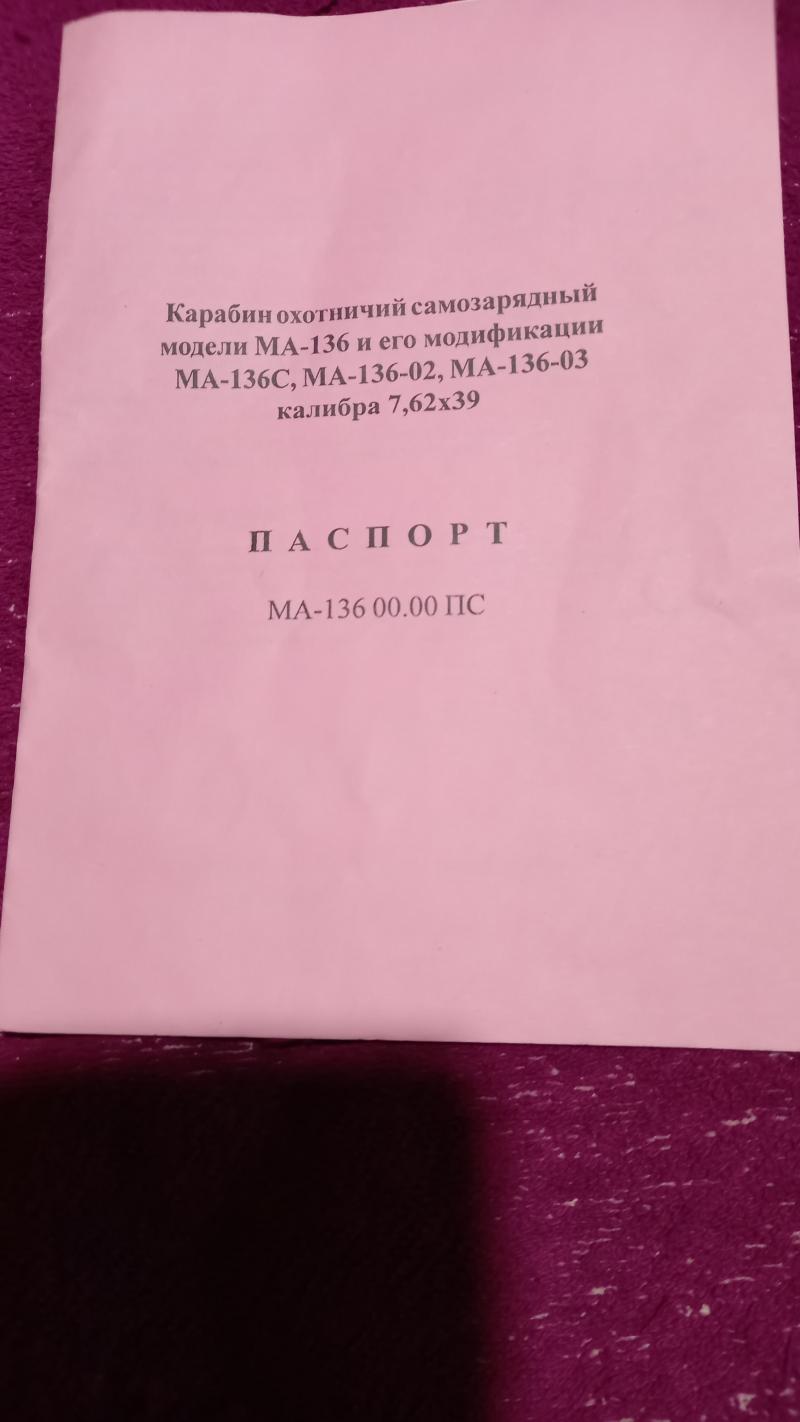 Карабин охотничий самозарядный
модели МА-136 и его модификации
МА-136С, МА-136-02, МА-136-03
калибра 7,62х39
П А С П О Р Т
МА-136 00.00 ПС